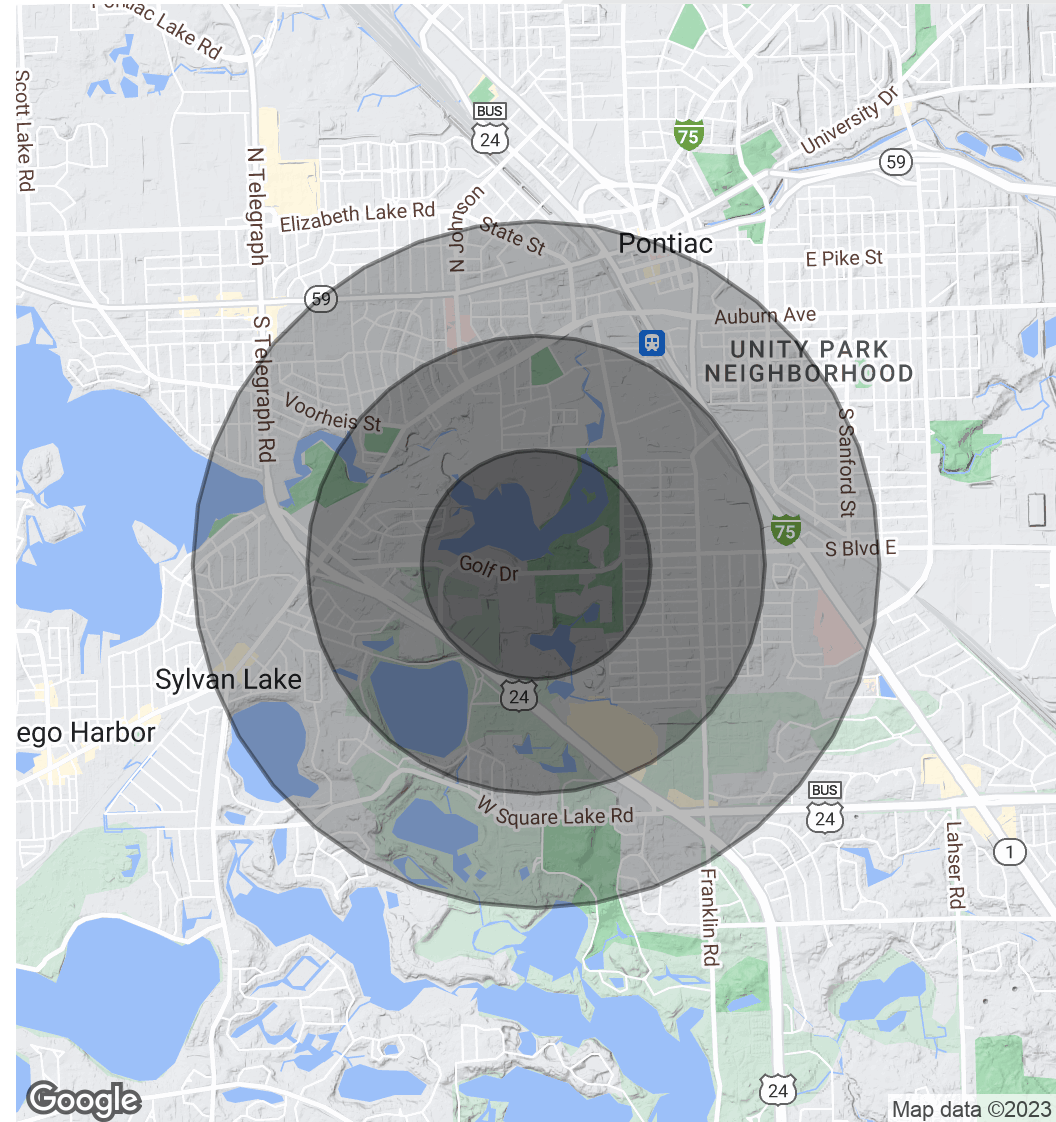 Pontiac Lake Rd
Scott Lake Rd
BUS
24
75
University Dr
59
N Telegraph
Elizabeth Lake Rd
N Johnson
State St
Pontiac
E Pike St
59
Auburn Ave
S Telegraph Rd
UNITY PARK
NEIGHBORHOOD
Voorheis St
S Sanford St
75
S Blvd E
Golf Dr
Sylvan Lake
24
ego Harbor
BUS
24
W Square Lake Rd
1
Lahser Rd
Franklin Rd
24
Google
Map data ©2023